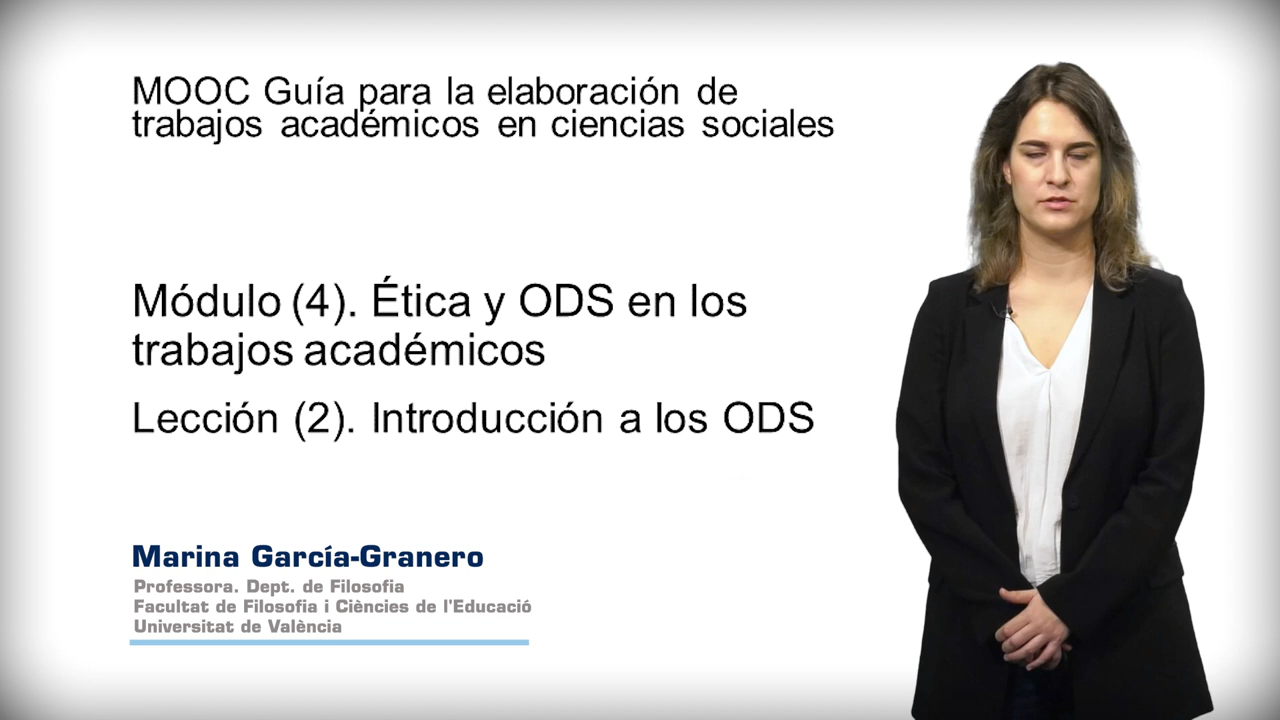 MOOC Guía para la elaboración de
trabajos académicos en ciencias sociales
Módulo (4). Ética y ODS en los
trabajos académicos
Lección (2). Introducción a los ODS
Marina García-Granero
Professora. Dept. de Filosofia
Facultat de Filosofia i Ciències de l'Educació
Universitat de València